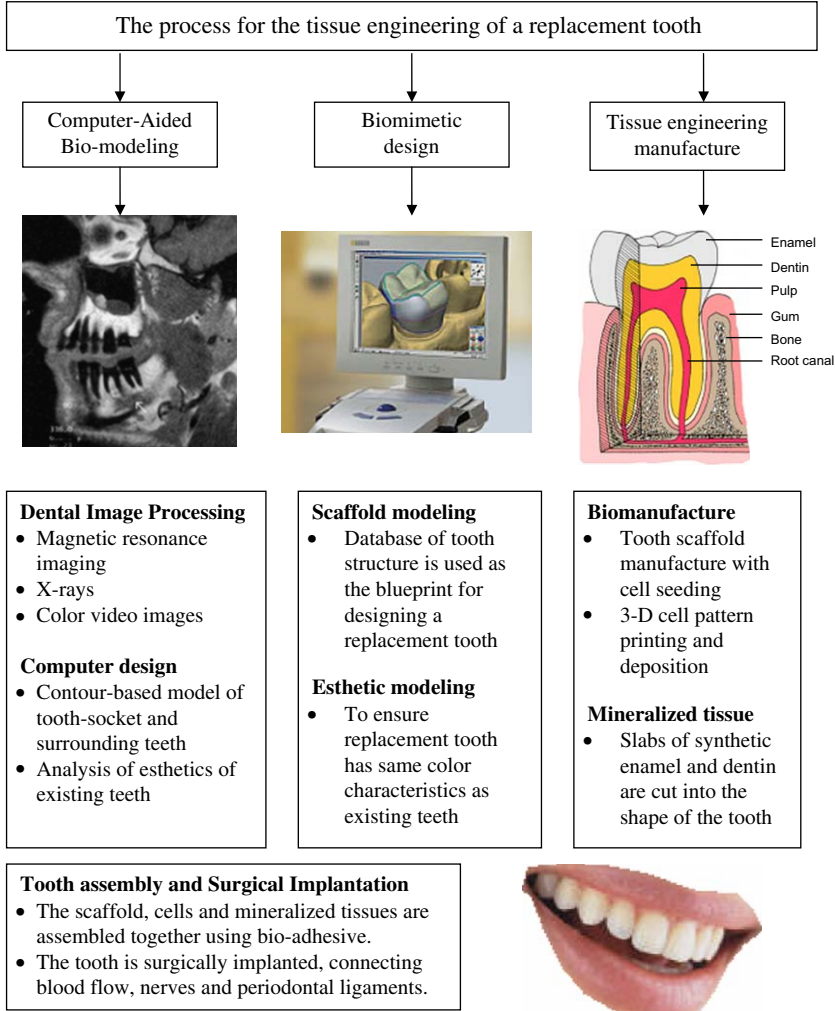 The process for the tissue engineering of a replacement tooth
Computer-Aided
Bio-modeling
Biomimetic
design
Tissue engineering
manufacture
Enamel
Dentin
Pulp
Gum
Bone
Root canal
Dental Image Processing
• Magnetic resonance
imaging
• X-rays
• Color video images
Computer design
• Contour-based model of
tooth-socket and
surrounding teeth
• Analysis of esthetics of
existing teeth
Scaffold modeling
• Database of tooth
structure is used as
the blueprint for
designing a
replacement tooth
Esthetic modeling
• To ensure
replacement tooth
has same color
characteristics as
existing teeth
Biomanufacture
• Tooth scaffold
manufacture with
cell seeding
• 3-D cell pattern
printing and
deposition
Mineralized tissue
• Slabs of synthetic
enamel and dentin
are cut into the
shape of the tooth
Tooth assembly and Surgical Implantation
• The scaffold, cells and mineralized tissues are
assembled together using bio-adhesive.
• The tooth is surgically implanted, connecting
blood flow, nerves and periodontal ligaments.